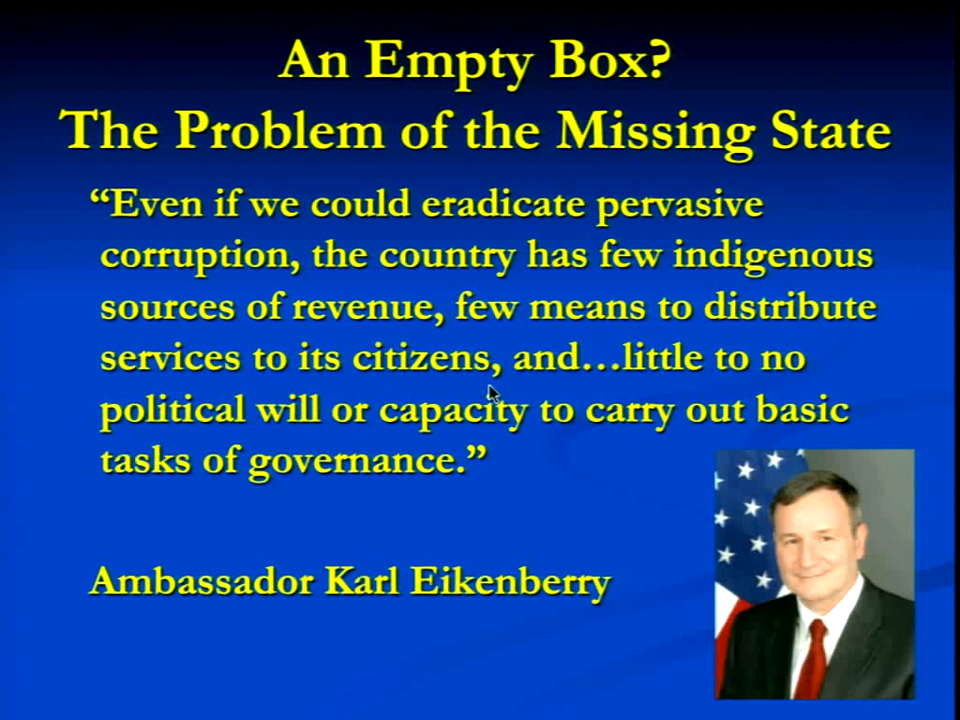 An Empty Box?
The Problem of the Missing State
“Even if we could eradicate pervasive
corruption, the country has few indigenous
sources of revenue, few means to distribute
services to its citizens, and…little to no
political will or capacity to carry out basic
tasks of governance.”
Ambassador Karl Eikenberry